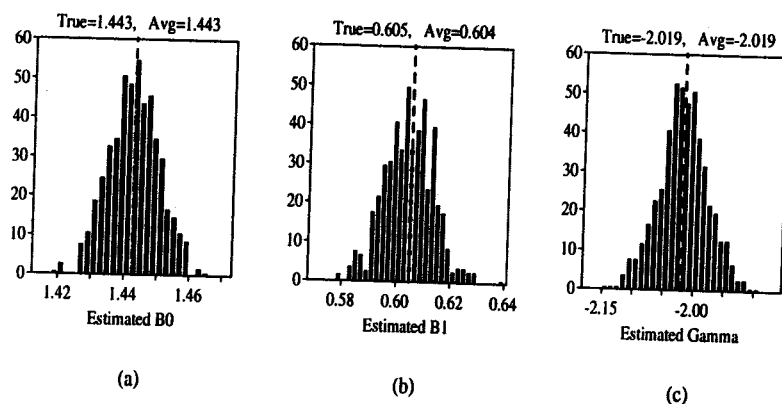 True=1.443, Avg=1.443
60
50
40
30
20
10
0
1.42 1.44 1.46
Estimated B0
(a)
True=0.605, Avg=0.604
60
50
40
30
20
10
0
0.58 0.60 0.62 0.64
Estimated B1
(b)
True=-2.019, Avg=-2.019
60
50
40
30
20
10
0
-2.15 -2.00
Estimated Gamma
(c)